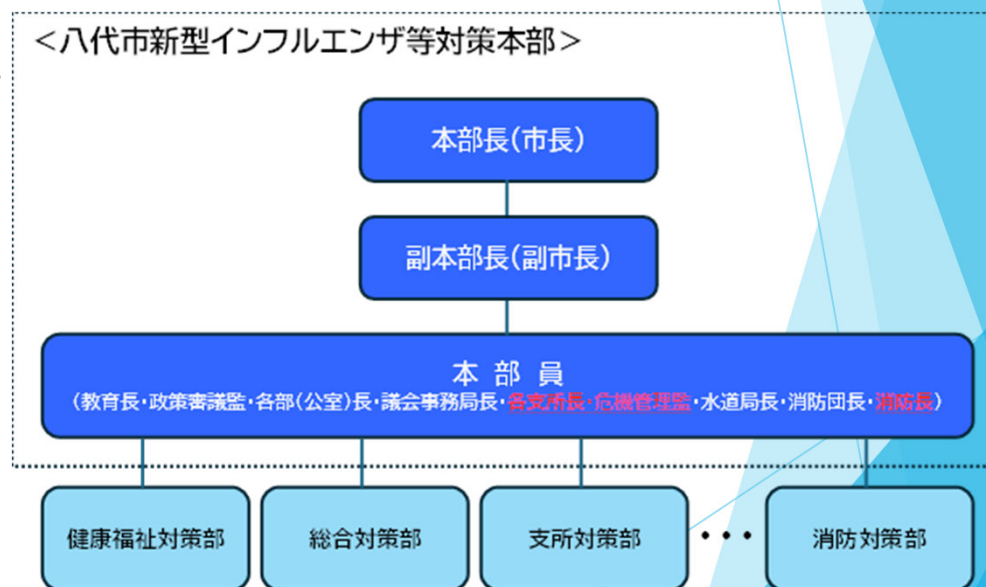 ＜八代市新型インフルエンザ等対策本部＞
本部長(市長)
副本部長(副市長)
本 部 員
(教育長・政策審議監・各部(公室)長・議会事務局長・各支所長・危機管理監・水道局長・消防団長・消防長)
健康福祉対策部
総合対策部
支所対策部
・・・
消防対策部